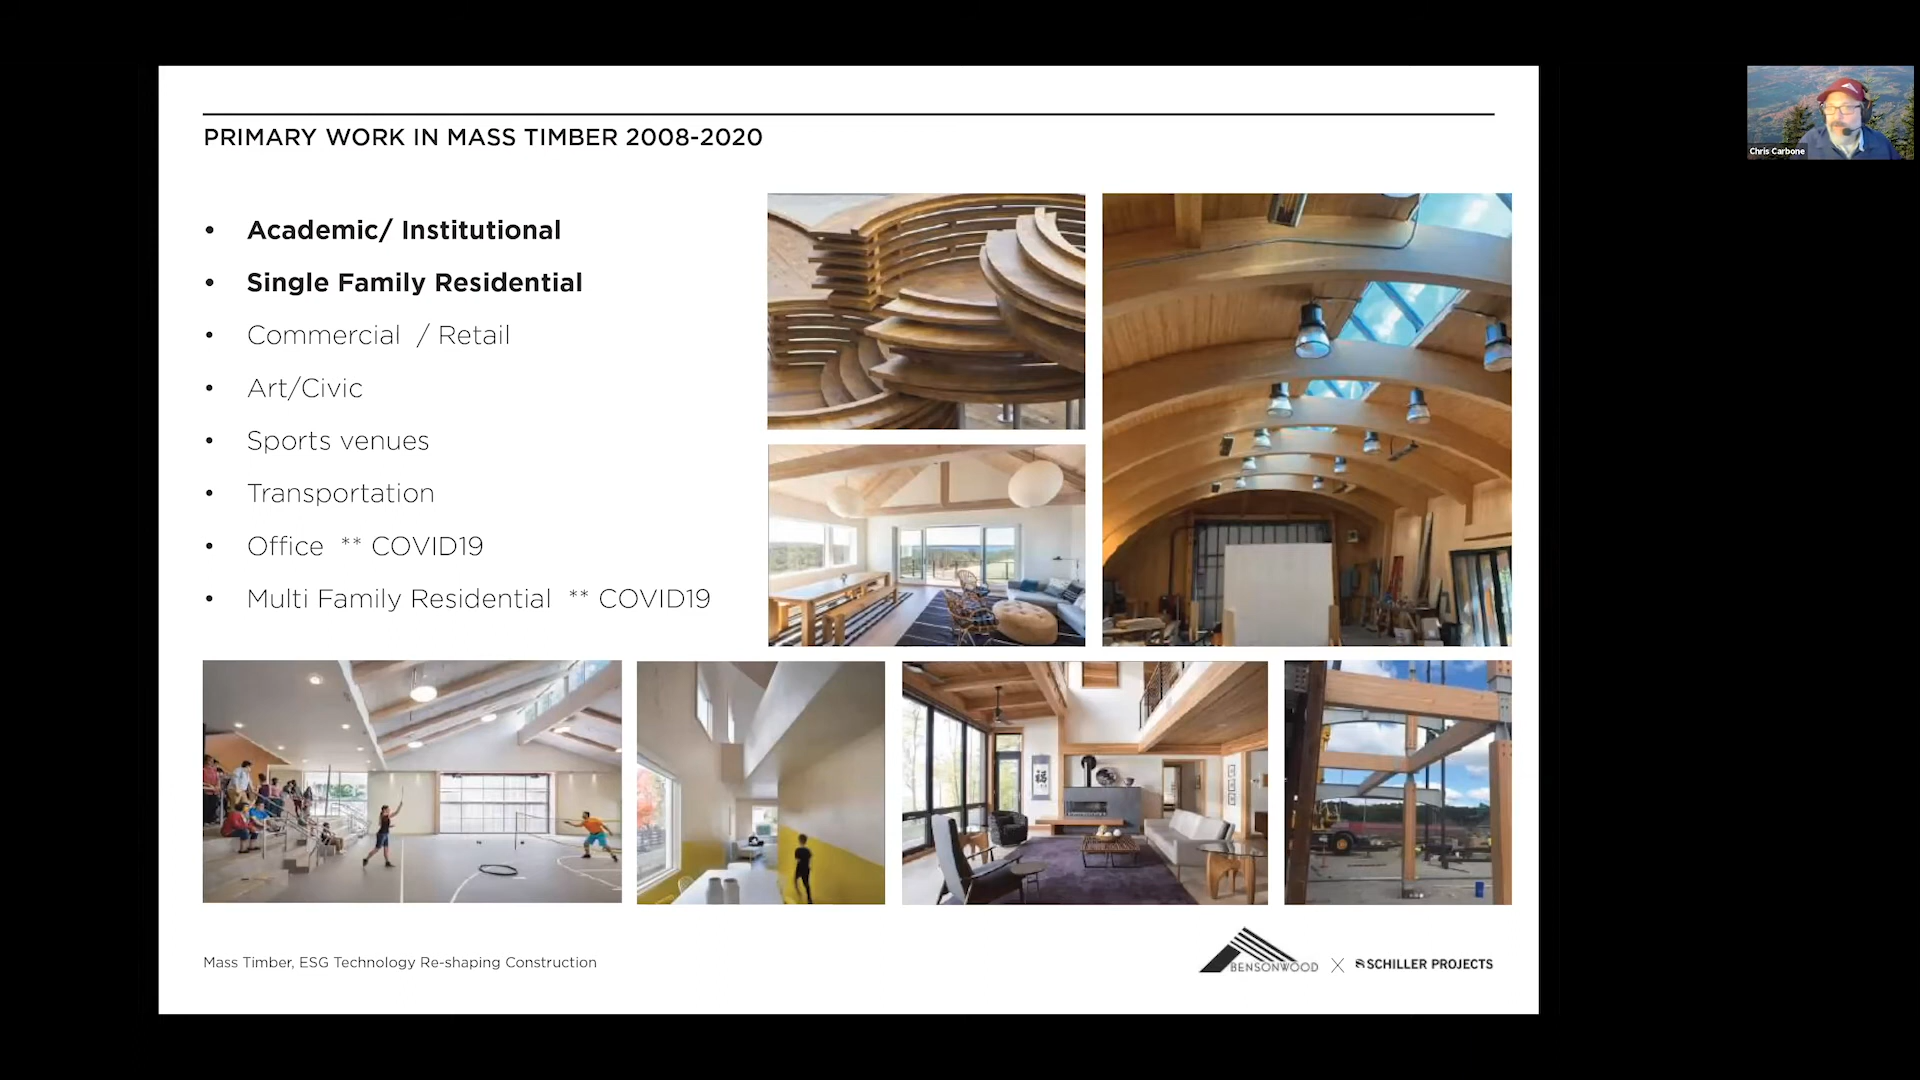 PRIMARY WORK IN MASS TIMBER 2008-2020
• Academic/ Institutional
• Single Family Residential
• Commercial / Retail
• Art/Civic
• Sports venues
• Transportation
• Office ** COVID19
• Multi Family Residential ** COVID19
Mass Timber, ESG Technology Re-shaping Construction
BENSONWOOD X SCHILLER PROJECTS
Chris Carbone
福